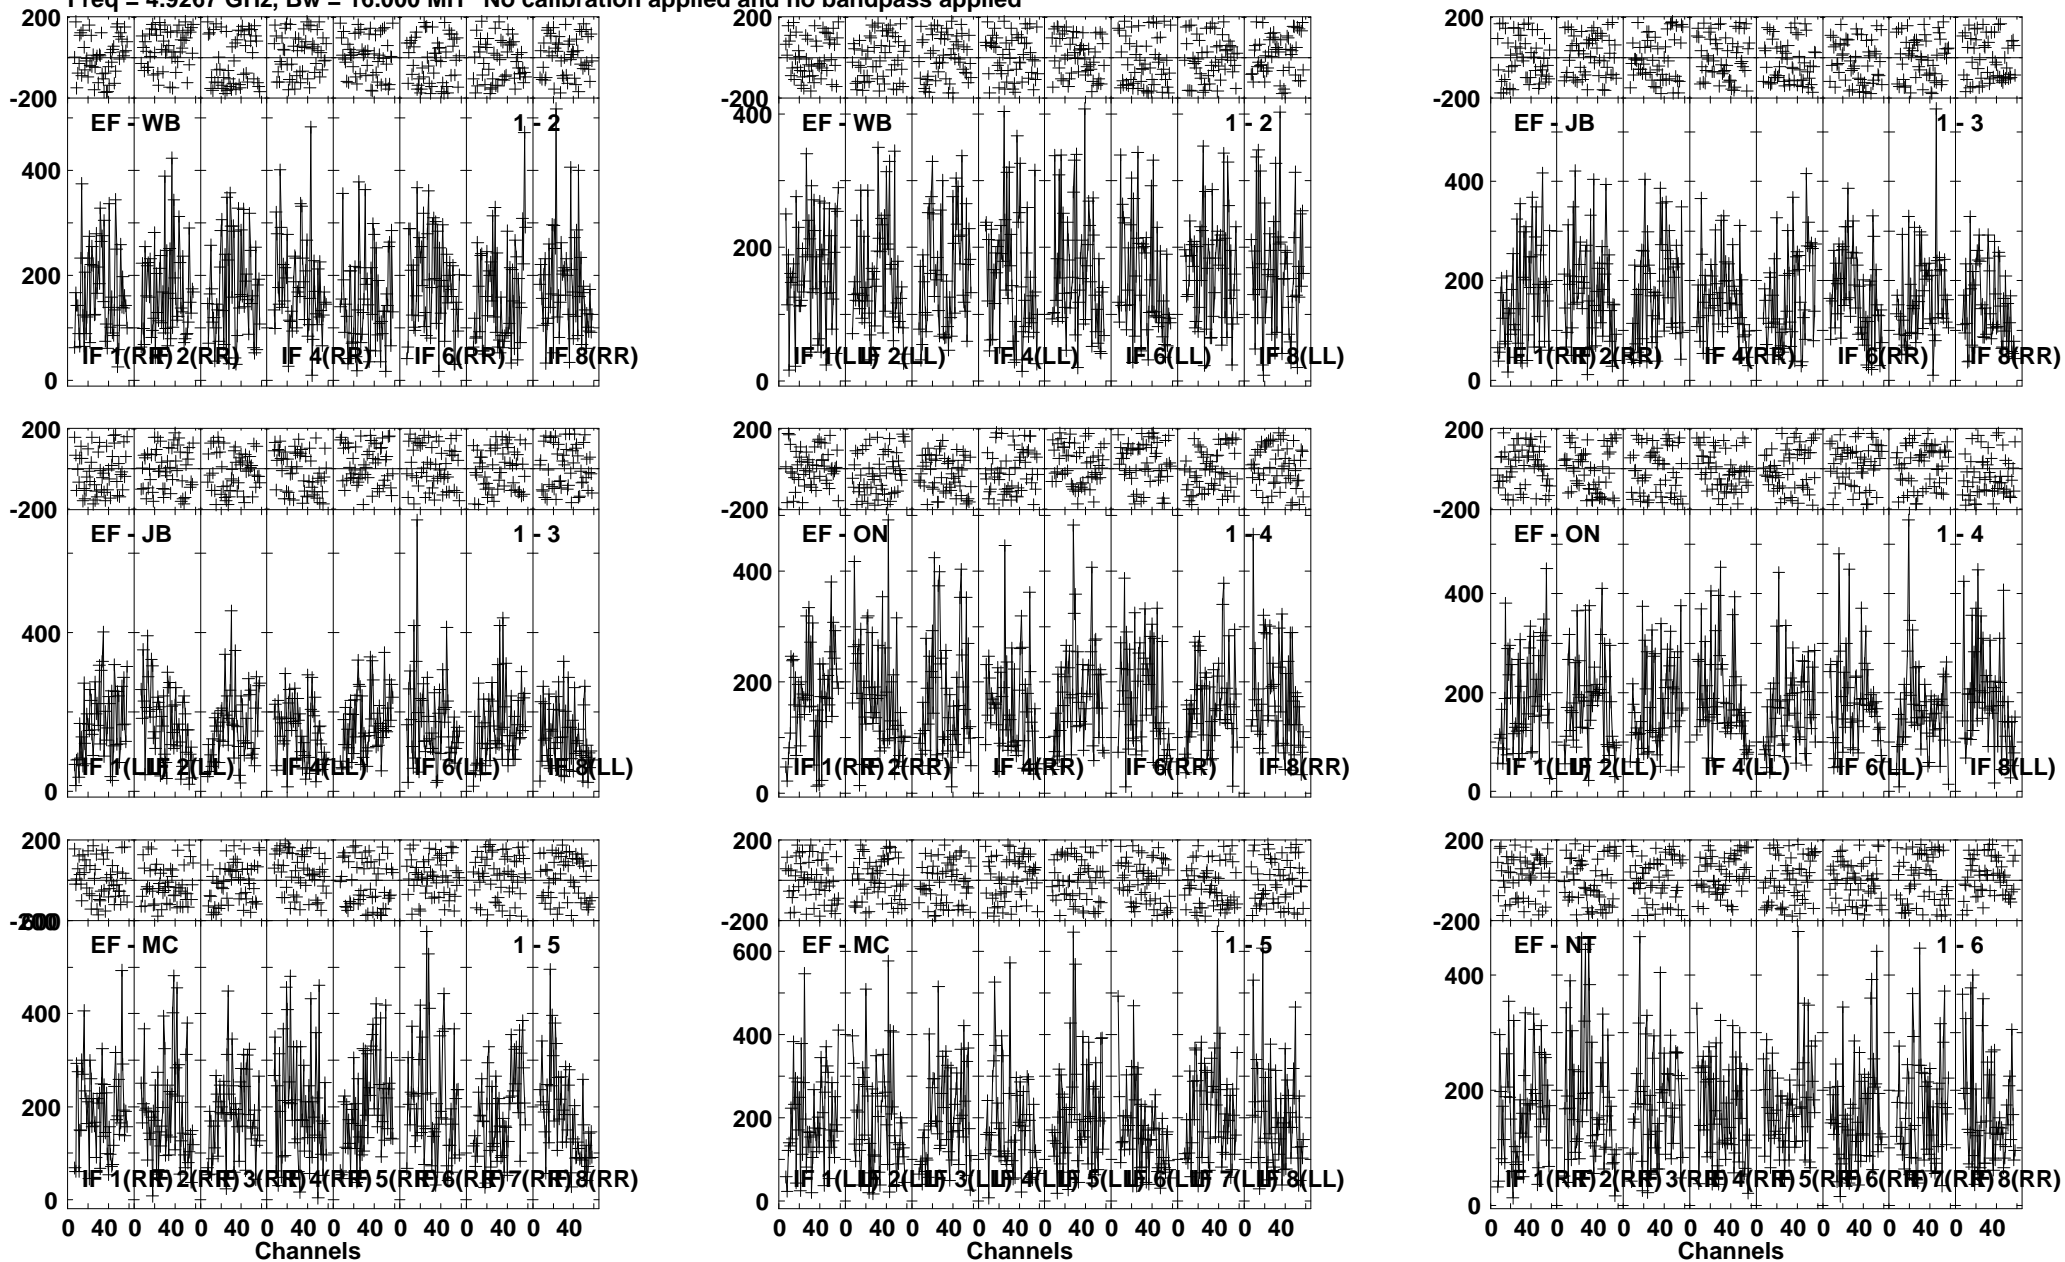 Freq = 4.9267 GHz, Bw = 16.000 MH No calibration applied and no bandpass applied
200 200 200
-200 -200 -200
EF - WB 1 - 2 EF - WB 1 - 2 EF - JB 1 - 3
400 400 400
200 200 200
IF 1(RR) IF 2(RR) IF 4(RR) IF 6(RR) IF 8(RR) IF 1(LL) IF 2(LL) IF 4(LL) IF 6(LL) IF 8(LL) IF 1(RR) IF 2(RR) IF 4(RR) IF 6(RR) IF 8(RR)
0 0 0
200 200 200
-200 -200 -200
EF - JB 1 - 3 EF - ON 1 - 4 EF - ON 1 - 4
400 400 400
200 200
IF 1(LL) IF 2(LL) IF 4(LL) IF 6(LL) IF 8(LL) IF 1(RR) IF 2(RR) IF 4(RR) IF 6(RR) IF 8(RR) IF 1(LL) IF 2(LL) IF 4(LL) IF 6(LL) IF 8(LL)
0 0 0
200 200 200
-200 600 -200 -200
EF - MC 1 - 5 EF - MC 1 - 5 EF - NT 1 - 6
600
400 400 400
200 200 200
IF 1(RR) IF 2(RR) IF 3(RR) IF 4(RR) IF 5(RR) IF 6(RR) IF 7(RR) IF 8(RR) IF 1(LL) IF 2(LL) IF 3(LL) IF 4(LL) IF 5(LL) IF 6(LL) IF 7(LL) IF 8(LL) IF 1(RR) IF 2(RR) IF 3(RR) IF 4(RR) IF 5(RR) IF 6(RR) IF 7(RR) IF 8(RR)
0 0 0
0 40 0 40 0 40 0 40 0 40 0 40 0 40 0 40 0 40 0 40 0 40 0 40 0 40 0 40 0 40 0 40 0 40 0 40 0 40 0 40 0 40 0 40 0 40 0 40
Channels Channels